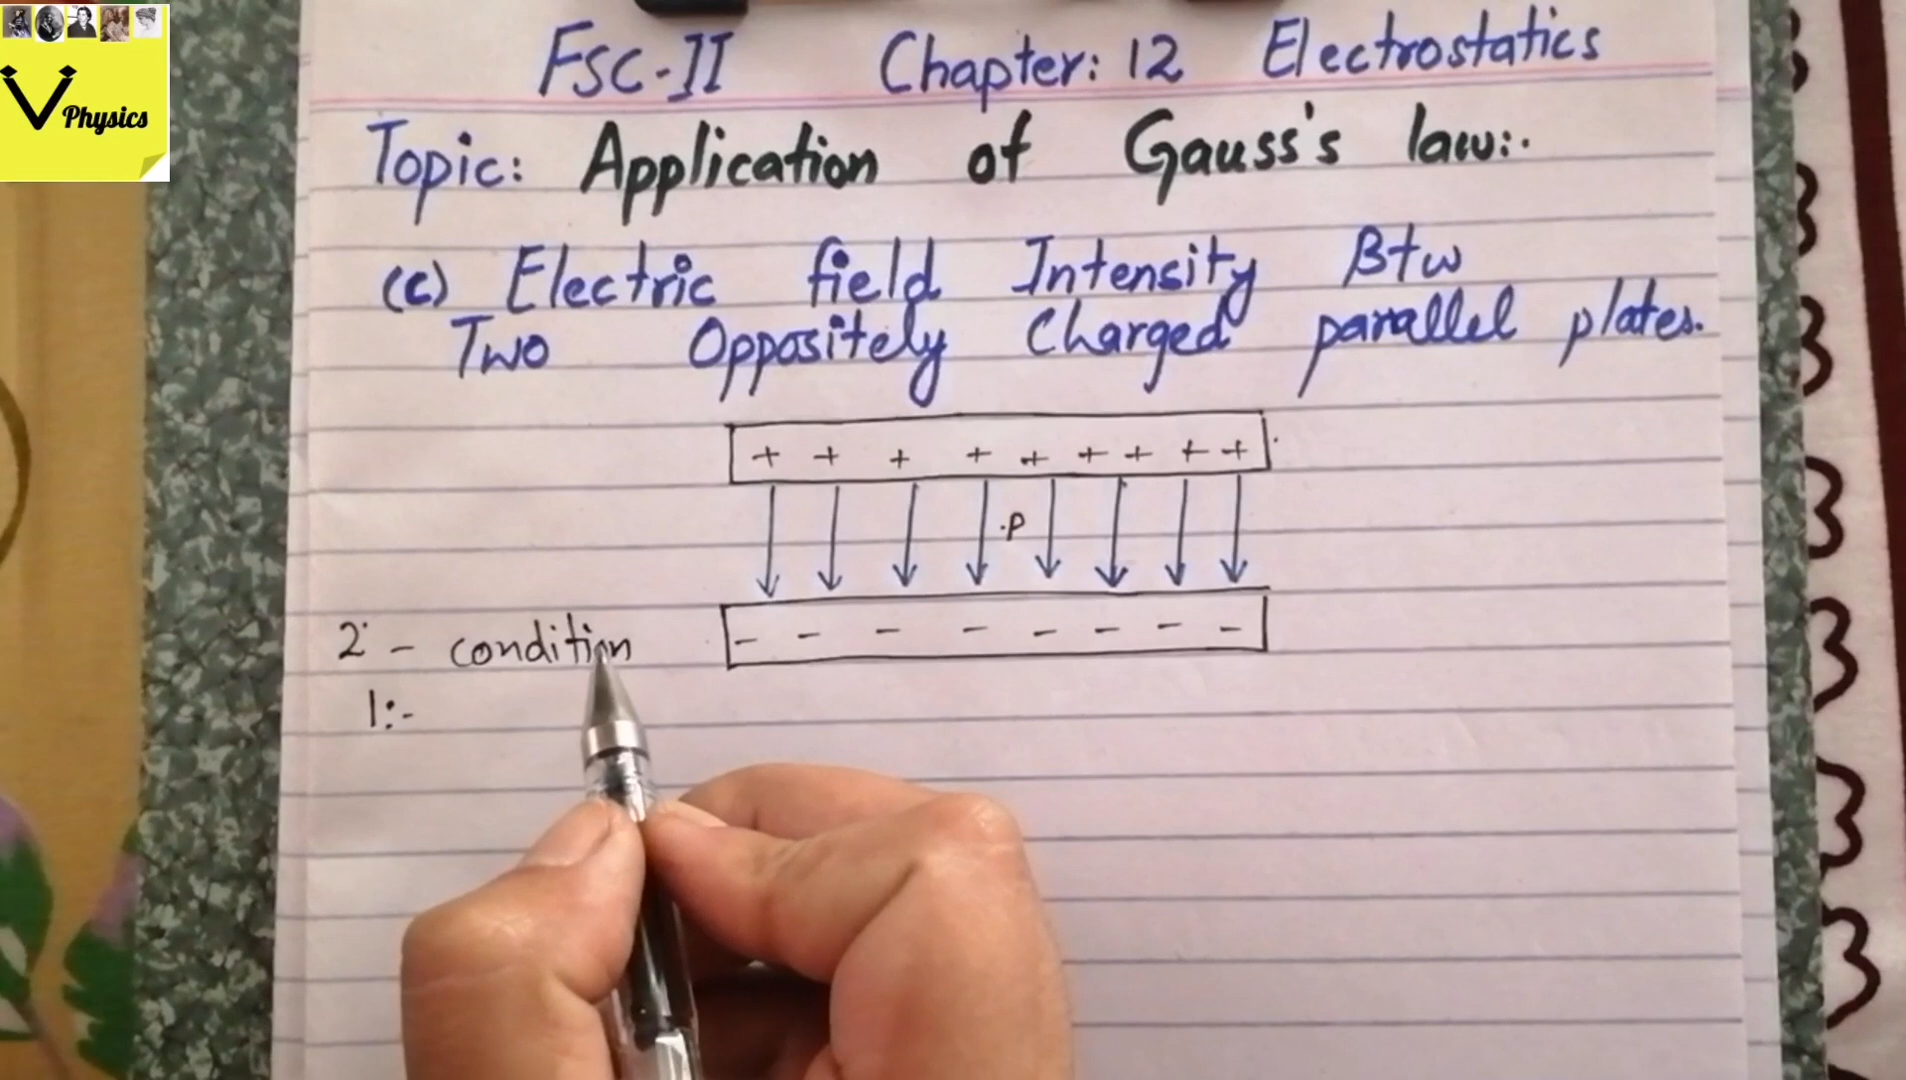 V Physics
FSC-II Chapter: 12 Electrostatics
Topic: Application of Gauss's law:.
(c) Electric field Intensity Btw
Two Oppositely Charged parallel plates.
+ + + + + + + + +
.P
- - - - - - - -
2 - condition
1:-